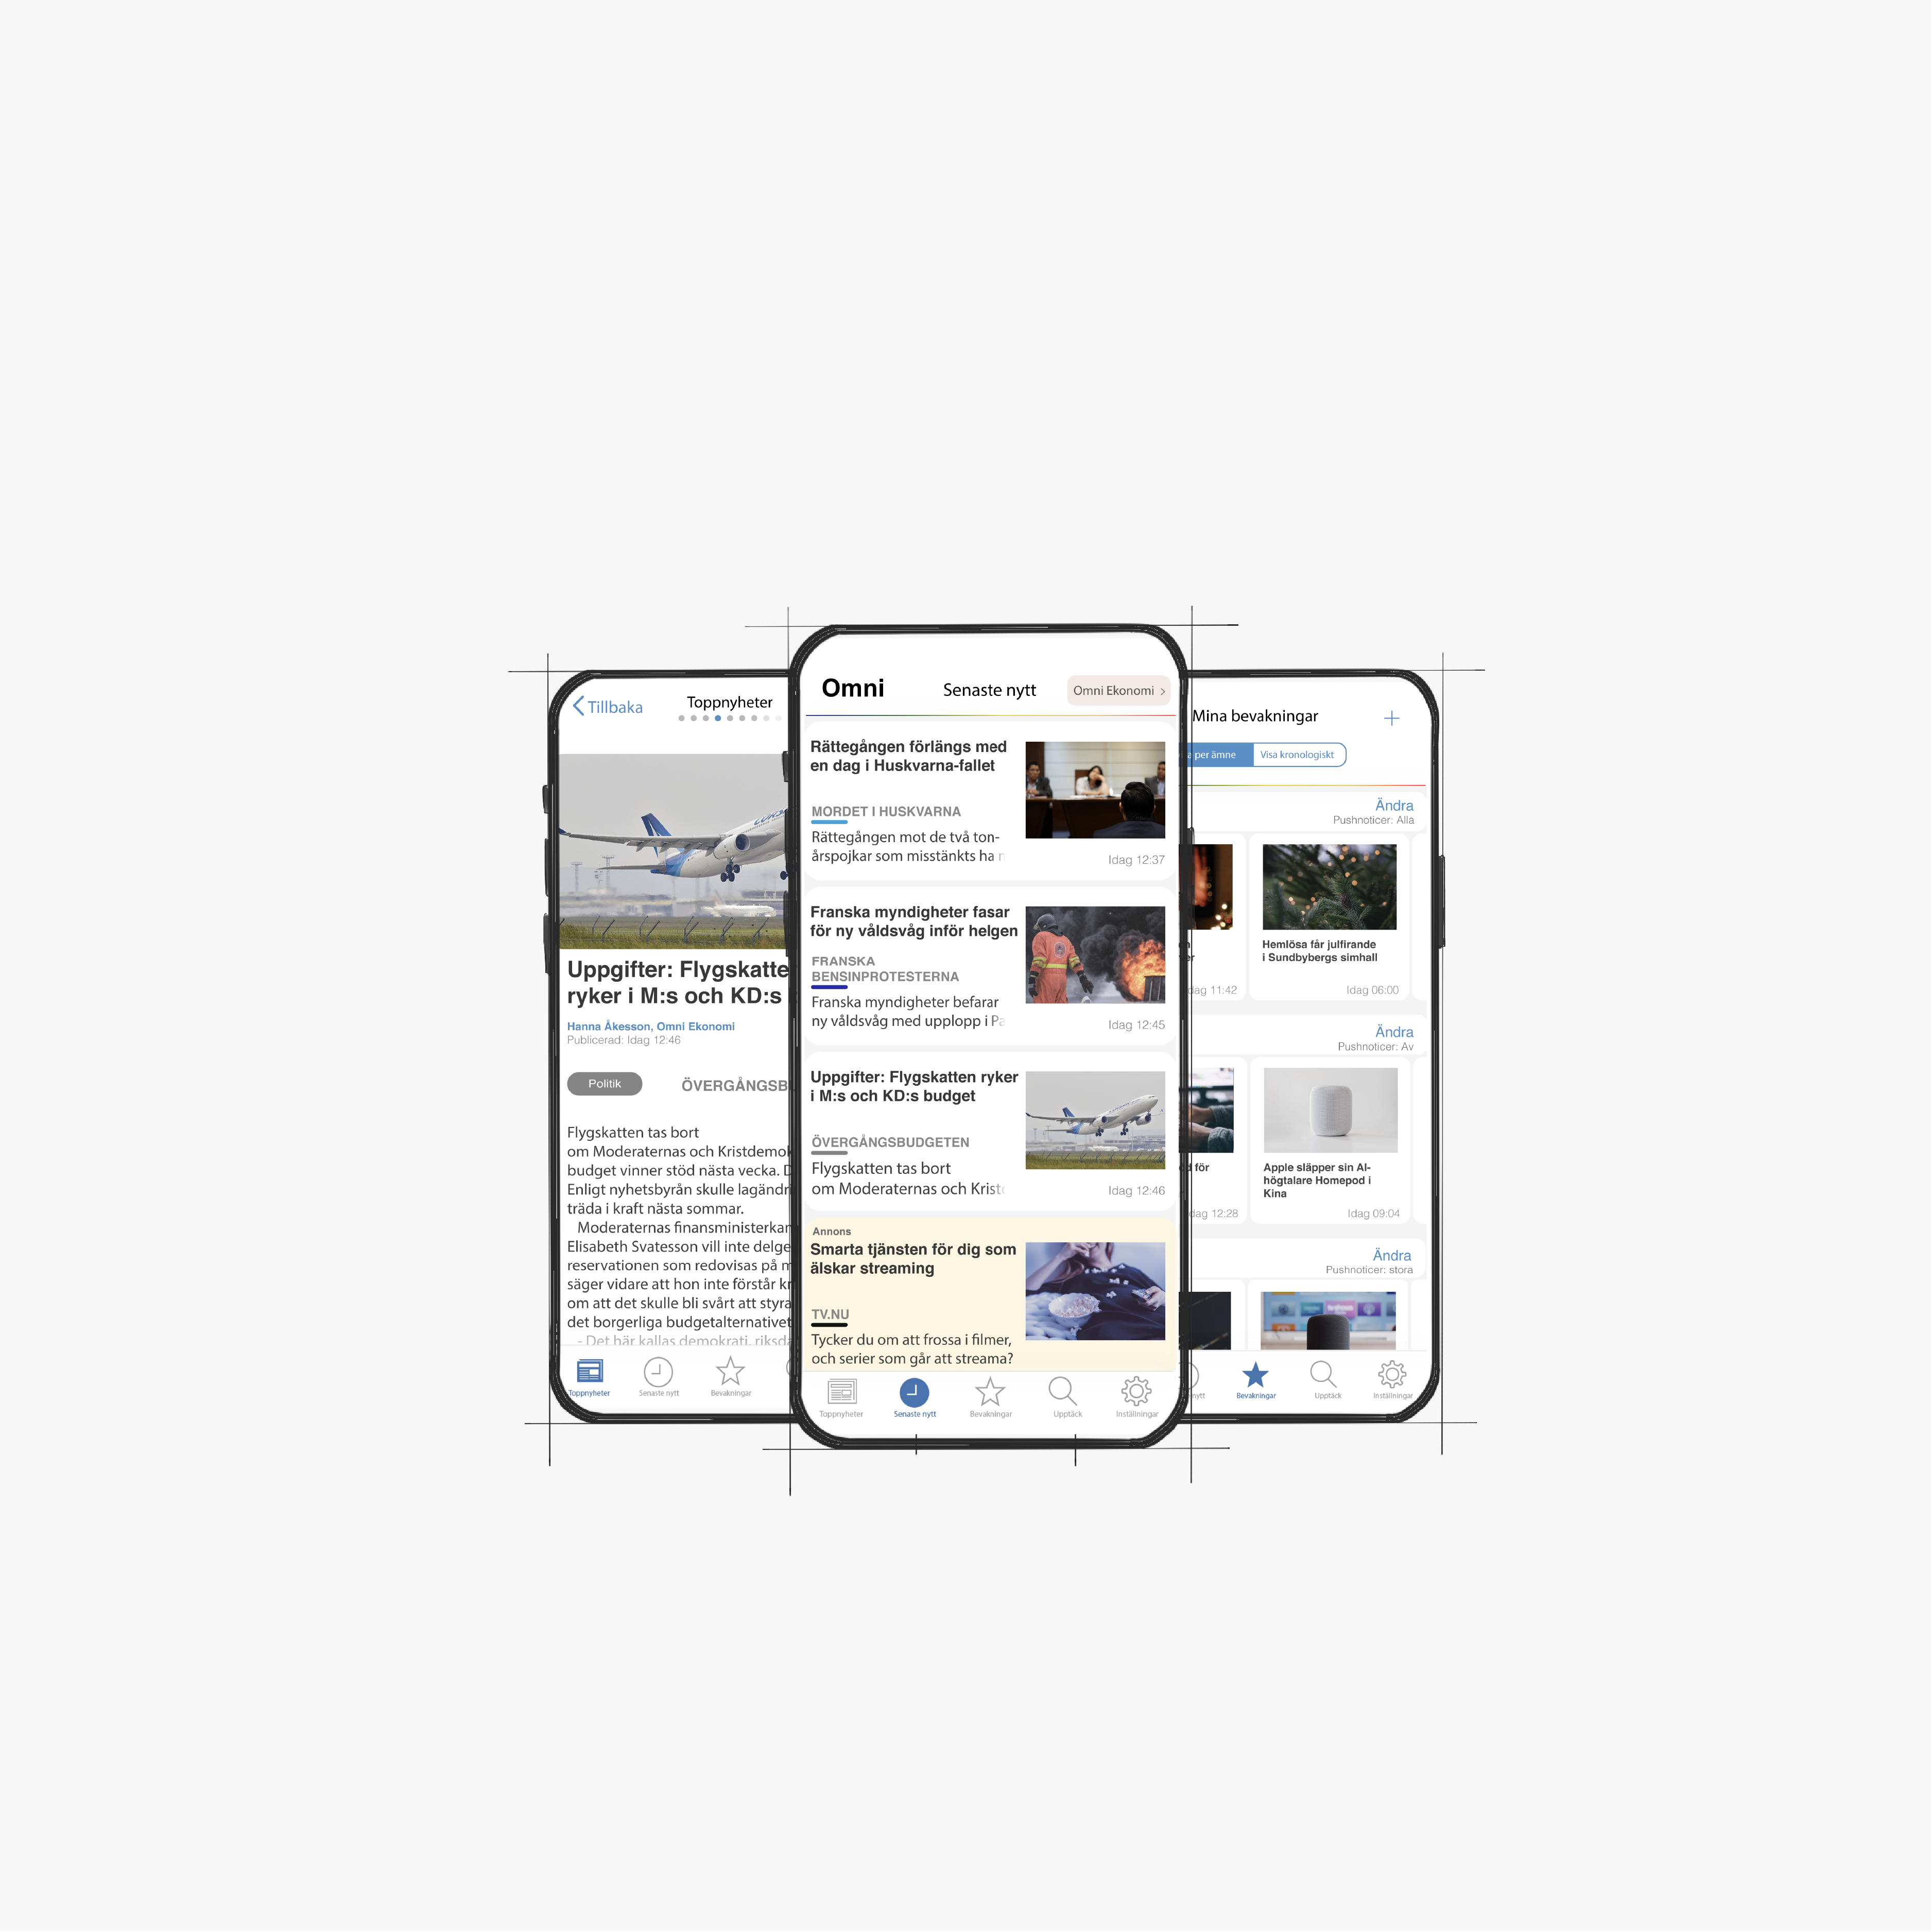 Tillbaka
Toppnyheter
Uppgifter: Flygskatte
ryker i M:s och KD:s
Hanna Åkesson, Omni Ekonomi
Publicerad: Idag 12:46
Politik
ÖVERGÅNGSB
Flygskatten tas bort
om Moderaternas och Kristdemok
budget vinner stöd nästa vecka. D
Enligt nyhetsbyrån skulle lagändri
träda i kraft nästa sommar.
Moderaternas finansministerkan
Elisabeth Svatesson vill inte delge
reservationen som redovisas på m
säger vidare att hon inte förstår kr
om att det skulle bli svårt att styra
det borgerliga budgetalternativet
- Det här kallas demokrati, riksda
Toppnyheter
Senaste nytt
Bevakningar
Omni
Senaste nytt
Omni Ekonomi >
Rättegången förlängs med
en dag i Huskvarna-fallet
MORDET I HUSKVARNA
Rättegången mot de två ton-
årspojkar som misstänkts ha n
Idag 12:37
Franska myndigheter fasar
för ny våldsvåg inför helgen
FRANSKA
BENSINPROTESTERNA
Franska myndigheter befarar
ny våldsvåg med upplopp i Pa
Idag 12:45
Uppgifter: Flygskatten ryker
i M:s och KD:s budget
ÖVERGÅNGSBUDGETEN
Flygskatten tas bort
om Moderaternas och Kristd
Idag 12:46
Annons
Smarta tjänsten för dig som
älskar streaming
TV.NU
Tycker du om att frossa i filmer,
och serier som går att streama?
Toppnyheter
Senaste nytt
Bevakningar
Upptäck
Inställningar
Mina bevakningar
per ämne
Visa kronologiskt
Ändra
Pushnoticer: Alla
dag 11:42
Hemlösa får julfirande
i Sundbybergs simhall
Idag 06:00
Ändra
Pushnoticer: Av
för
dag 12:28
Apple släpper sin AI-
högtalare Homepod i
Kina
Idag 09:04
Ändra
Pushnoticer: stora
nytt
Bevakningar
Upptäck
Inställningar